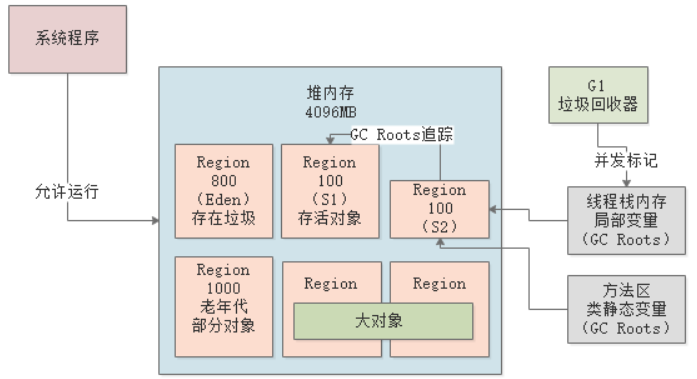 系统程序
允许运行
堆内存
4096MB
GC Roots追踪
Region
800
(Eden)
存在垃圾
Region
100
(S1)
存活对象
Region
100
(S2)
Region
1000
老年代
部分对象
Region
Region
大对象
G1
垃圾回收器
并发标记
线程栈内存
局部变量
(GC Roots)
方法区
类静态变量
(GC Roots)